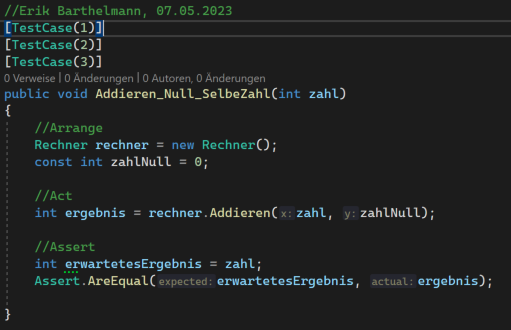 //Erik Barthelmann, 07.05.2023
[TestCase(1)]
[TestCase(2)]
[TestCase(3)]
0 Verweise | 0 Änderungen | 0 Autoren, 0 Änderungen
public void Addieren_Null_SelbeZahl(int zahl)
{
//Arrange
Rechner rechner = new Rechner();
const int zahlNull = 0;
//Act
int ergebnis = rechner.Addieren(x: zahl, y: zahlNull);
//Assert
int erwartetesErgebnis = zahl;
Assert.AreEqual(expected: erwartetesErgebnis, actual: ergebnis);
}